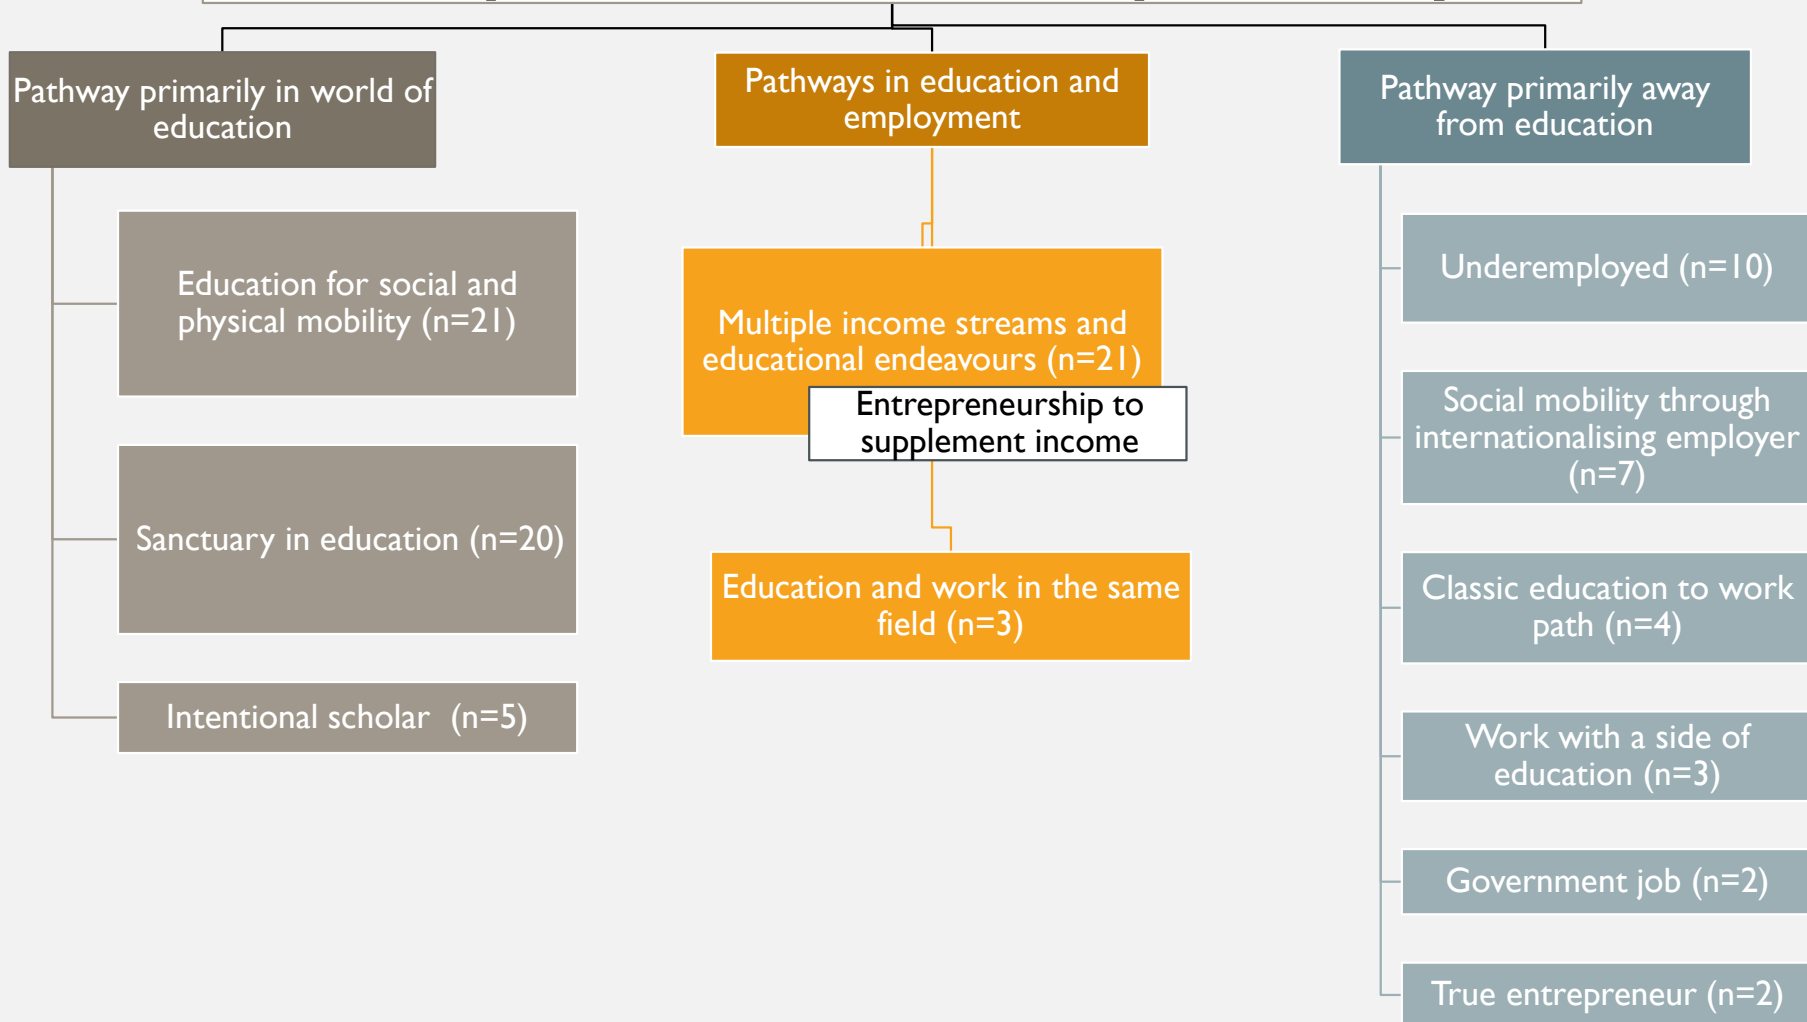 Pathway primarily in world of
education
Education for social and
physical mobility (n=21)
Sanctuary in education (n=20)
Intentional scholar (n=5)
Pathways in education and
employment
Multiple income streams and
educational endeavours (n=21)
Entrepreneurship to
supplement income
Education and work in the same
field (n=3)
Pathway primarily away
from education
Underemployed (n=10)
Social mobility through
internationalising employer
(n=7)
Classic education to work
path (n=4)
Work with a side of
education (n=3)
Government job (n=2)
True entrepreneur (n=2)